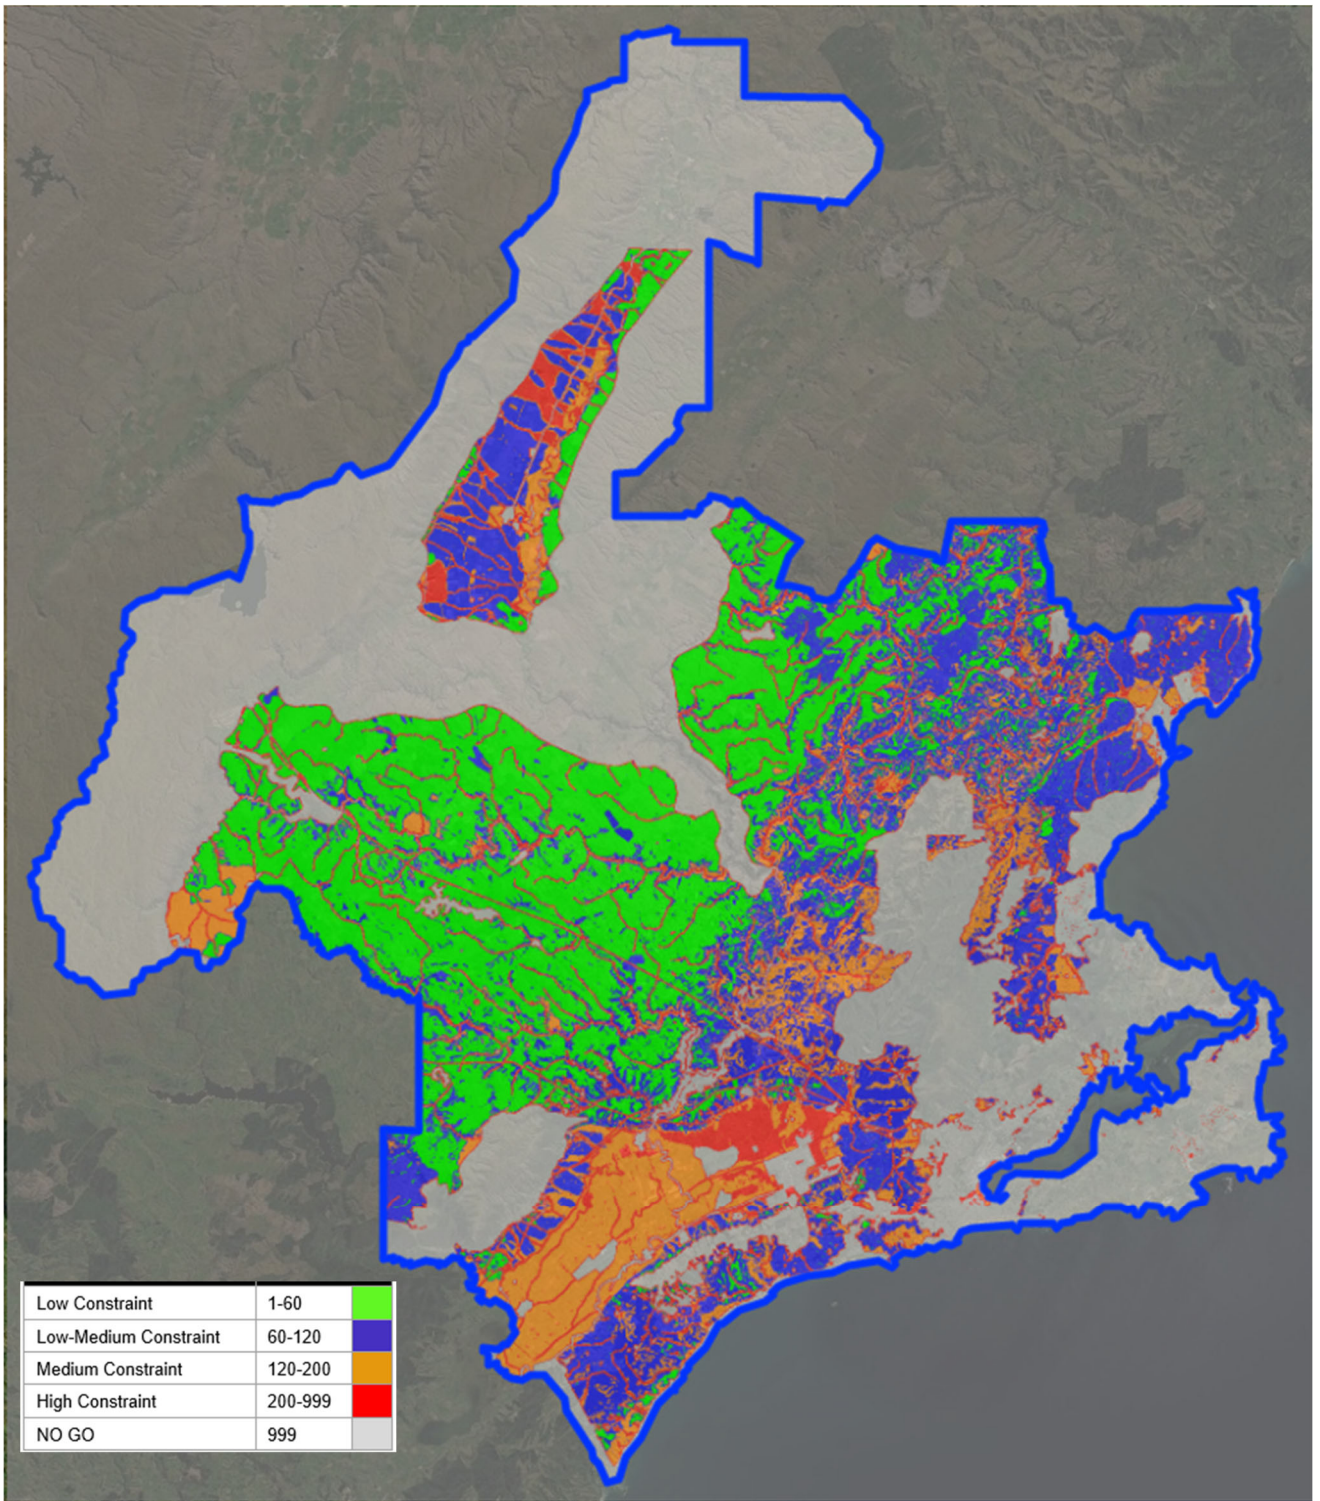 Low Constraint 1-60
Low-Medium Constraint 60-120
Medium Constraint 120-200
High Constraint 200-999
NO GO 999